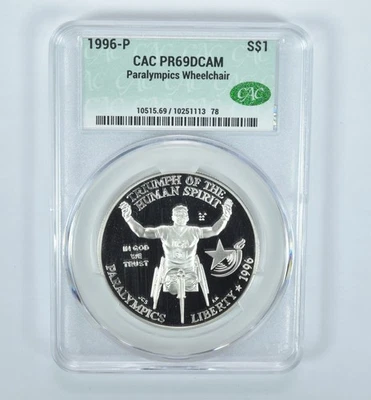 1996-P S$1
CAC PR69DCAM
Paralympics Wheelchair
CAC
10515.69 / 10251113 78
TRIUMPH OF THE
HUMAN SPIRIT
IN GOD
WE
TRUST
PARALYMPICS LIBERTY 1996